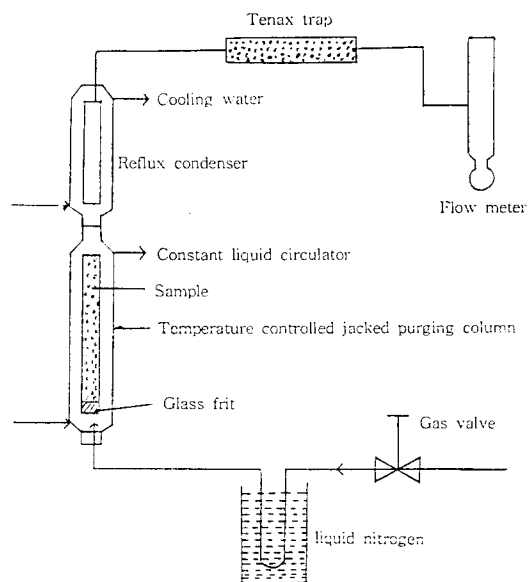 Tenax trap
Cooling water
Reflux condenser
Flow meter
Constant liquid circulator
Sample
Temperature controlled jacked purging column
Glass frit
Gas valve
liquid nitrogen